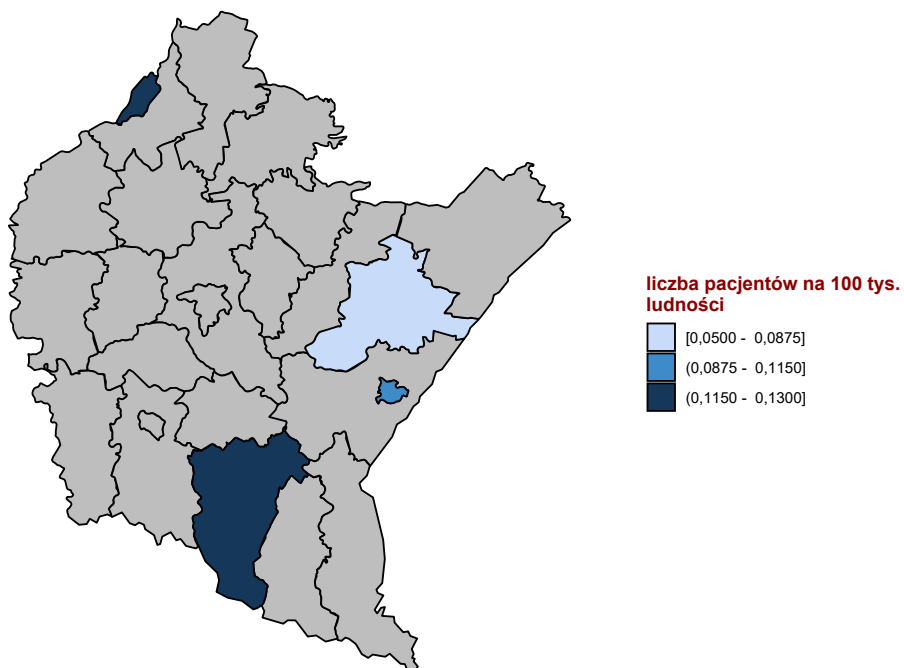 liczba pacjentów na 100 tys.
ludności
[0,0500 - 0,0875]
(0,0875 - 0,1150]
(0,1150 - 0,1300]